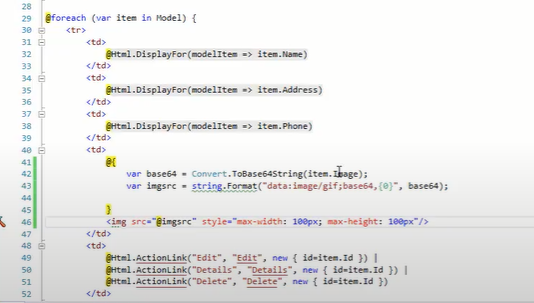 28
29 @foreach (var item in Model) {
30 <tr>
31 <td>
32 @Html.DisplayFor(modelItem => item.Name)
33 </td>
34 <td>
35 @Html.DisplayFor(modelItem => item.Address)
36 </td>
37 <td>
38 @Html.DisplayFor(modelItem => item.Phone)
39 </td>
40 <td>
41 @{
42 var base64 = Convert.ToBase64String(item.Image);
43 var imgsrc = string.Format("data:image/gif;base64,{0}", base64);
44
45 }
46 <img src="@imgsrc" style="max-width: 100px; max-height: 100px"/>
47 </td>
48 <td>
49 @Html.ActionLink("Edit", "Edit", new { id=item.Id }) |
50 @Html.ActionLink("Details", "Details", new { id=item.Id }) |
51 @Html.ActionLink("Delete", "Delete", new { id=item.Id })
52 </td>